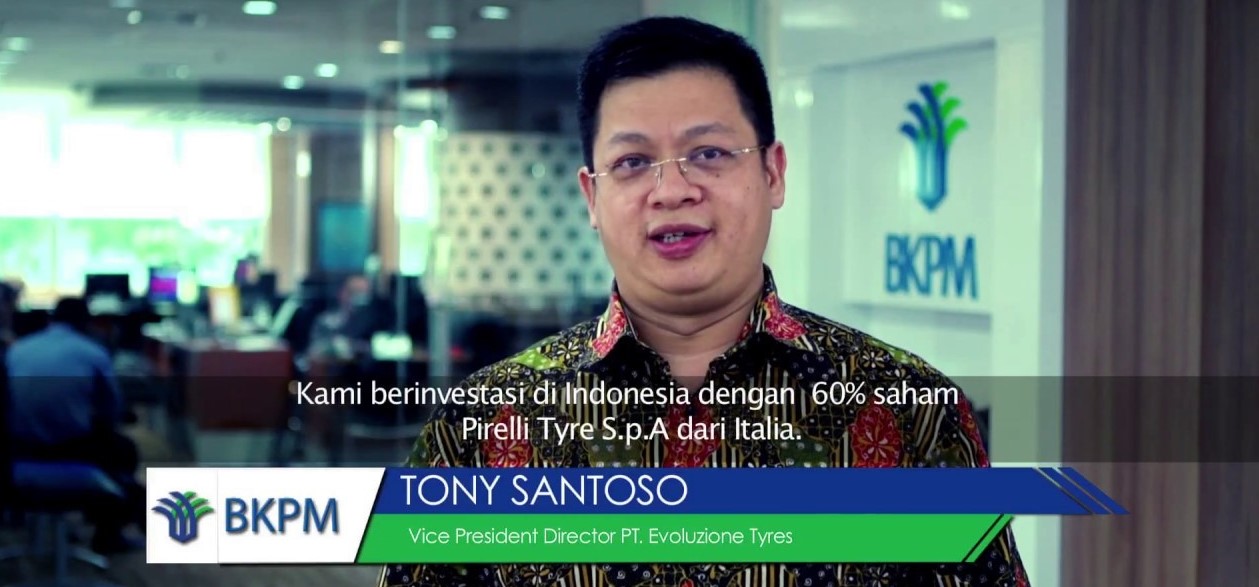 BKPM
Kami berinvestasi di Indonesia dengan 60% saham
Pirelli Tyre S.p.A dari Italia.
BKPM
TONY SANTOSO
Vice President Director PT. Evoluzione Tyres